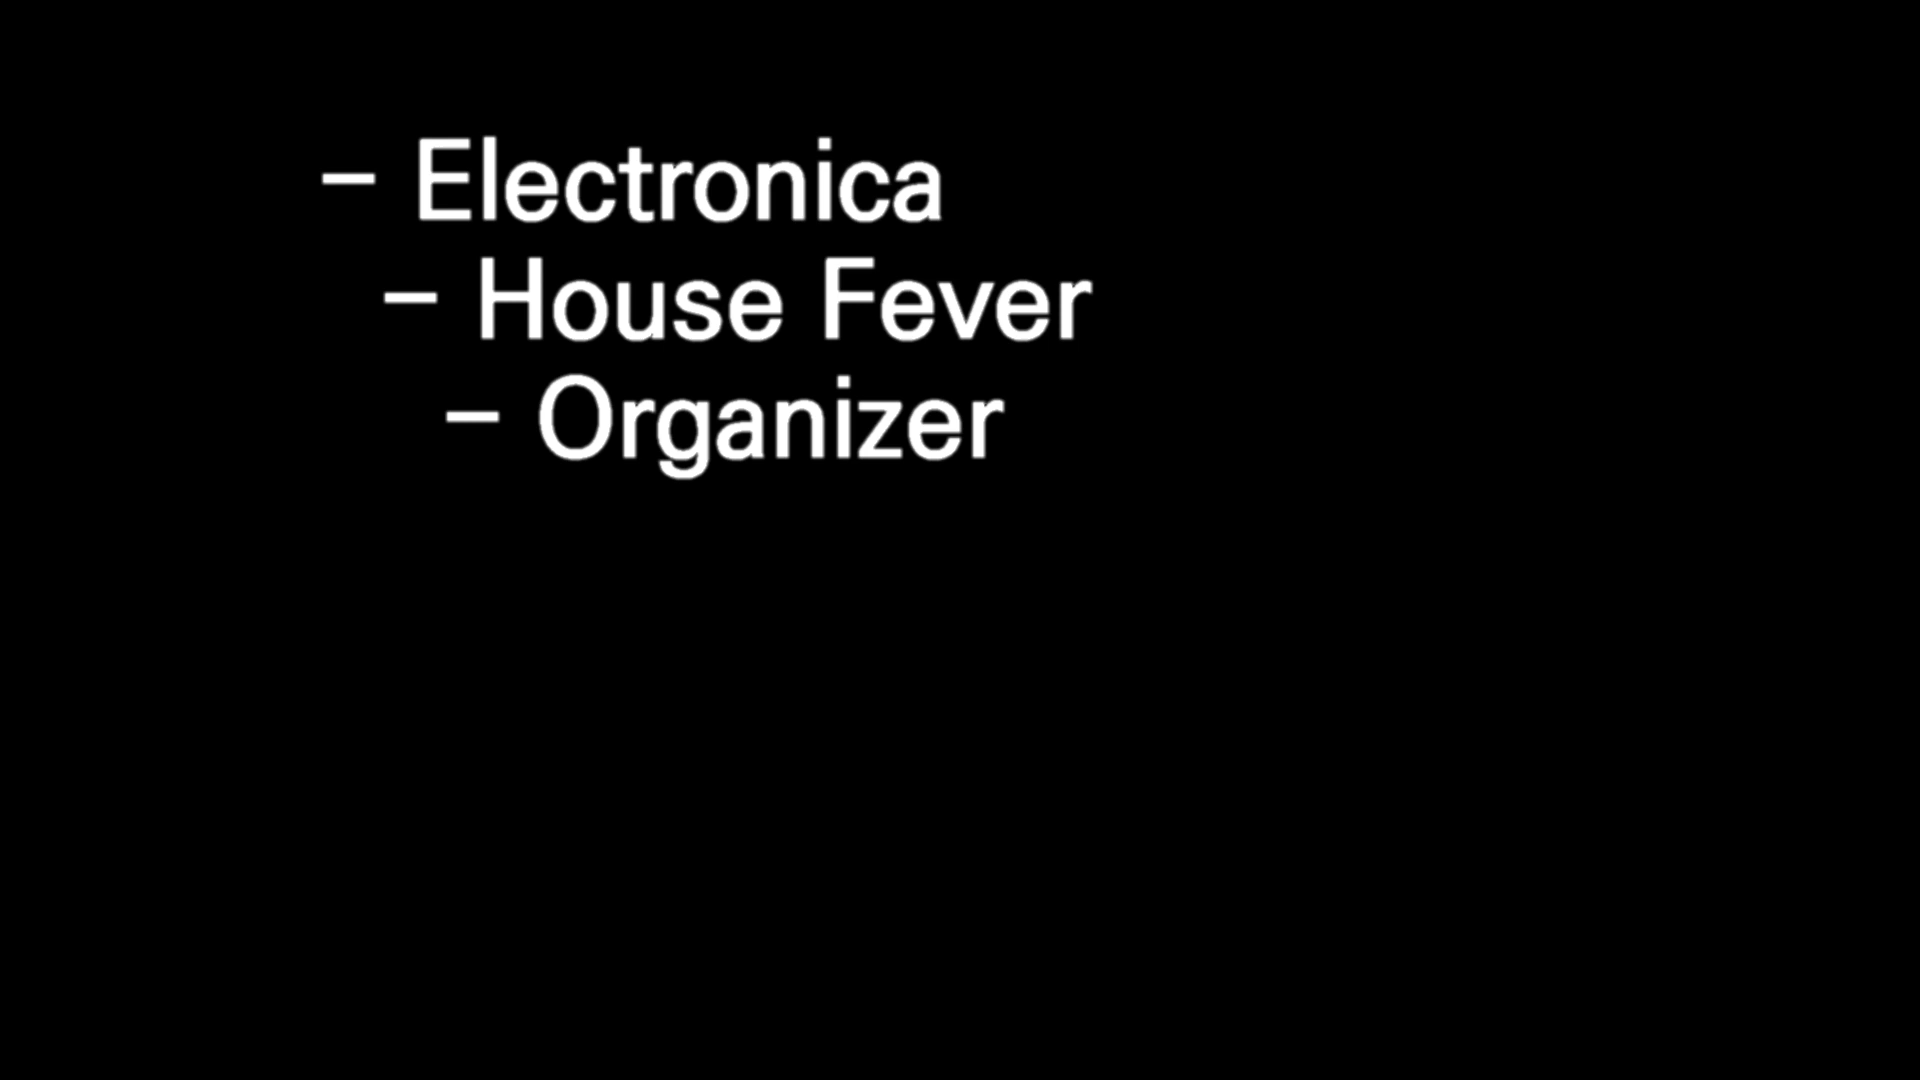 – Electronica
– House Fever
– Organizer